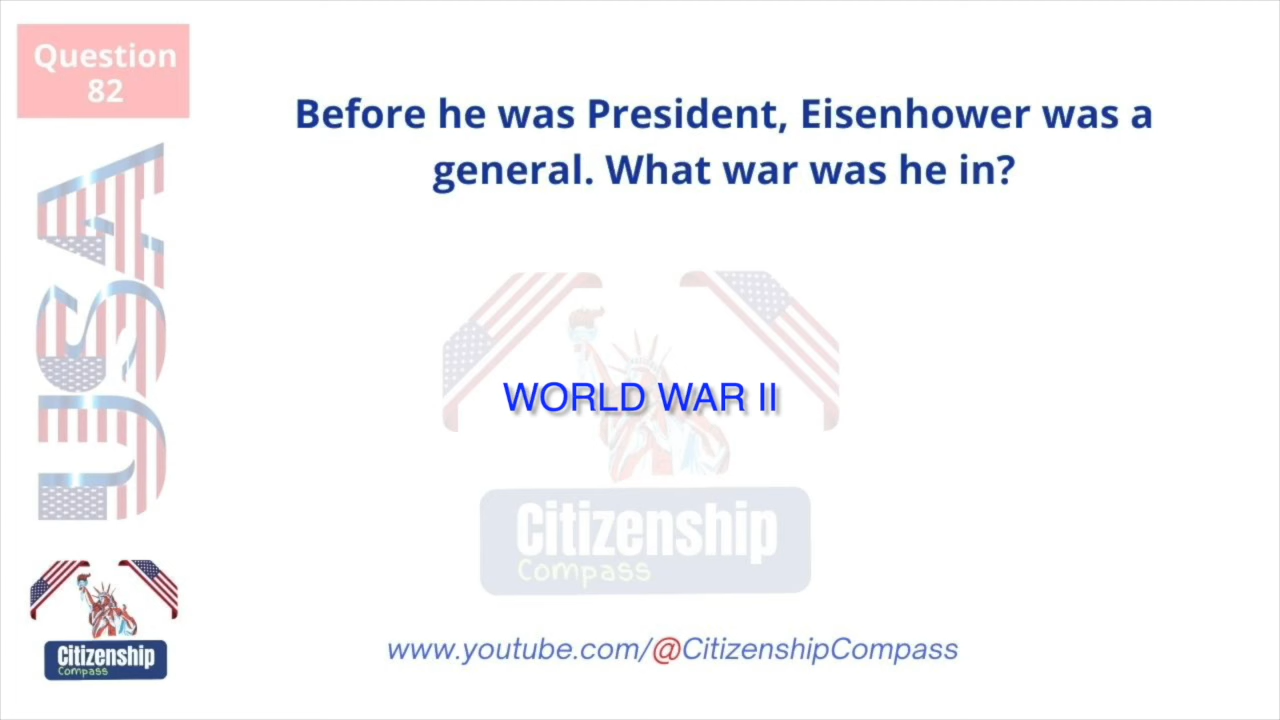 Question
82
Before he was President, Eisenhower was a
general. What war was he in?
USA
WORLD WAR II
Citizenship
Compass
Citizenship
Compass
www.youtube.com/@CitizenshipCompass